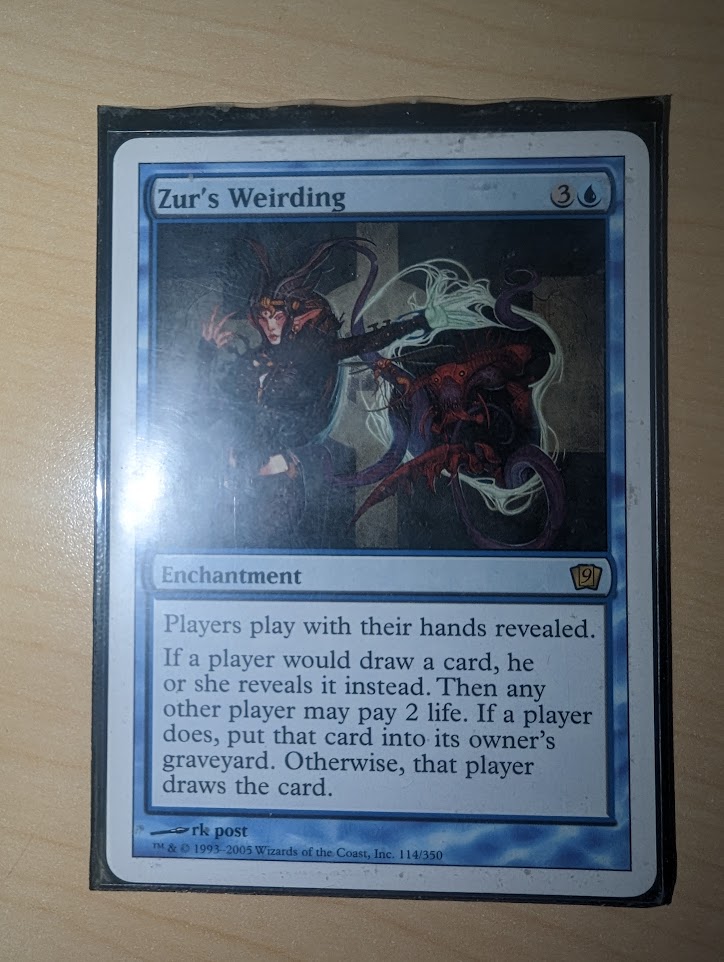 Zur's Weirding 3
Enchantment 9
Players play with their hands revealed.
If a player would draw a card, he
or she reveals it instead. Then any
other player may pay 2 life. If a player
does, put that card into its owner's
graveyard. Otherwise, that player
draws the card.
rk post
™ & © 1993–2005 Wizards of the Coast, Inc. 114/350